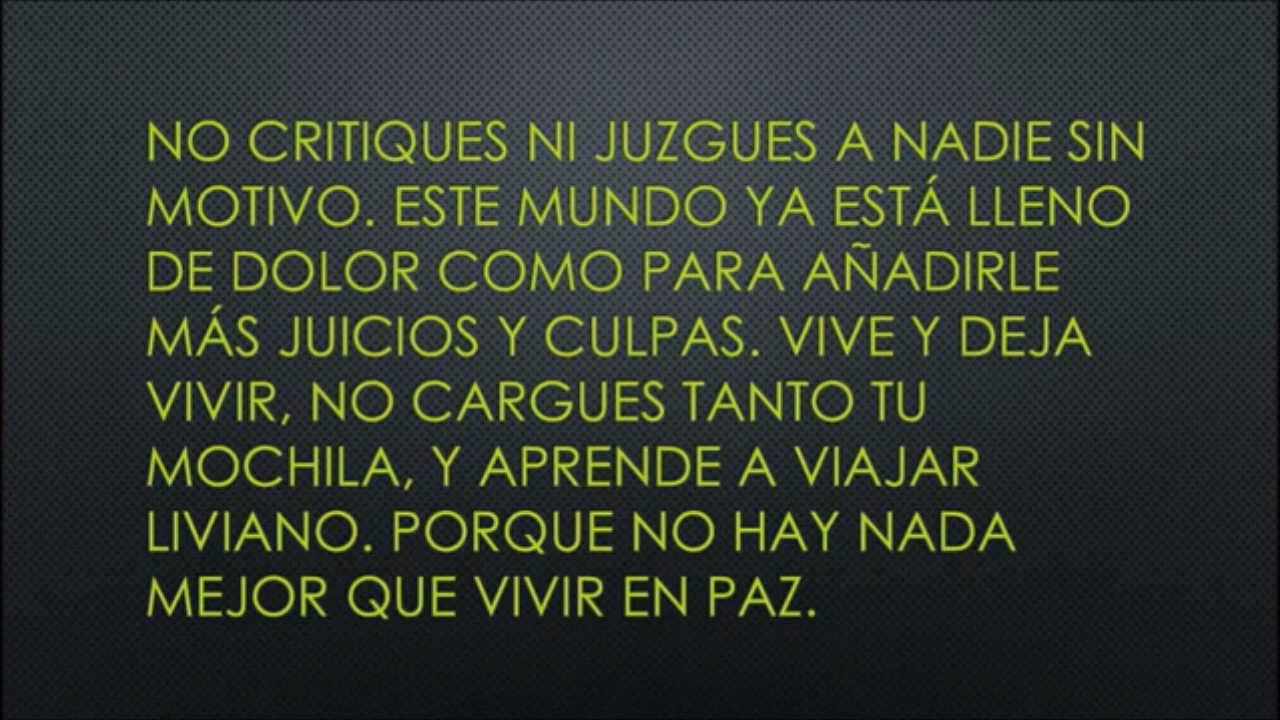 NO CRITIQUES NI JUZGUES A NADIE SIN
MOTIVO. ESTE MUNDO YA ESTÁ LLENO
DE DOLOR COMO PARA AÑADIRLE
MÁS JUICIOS Y CULPAS. VIVE Y DEJA
VIVIR, NO CARGUES TANTO TU
MOCHILA, Y APRENDE A VIAJAR
LIVIANO. PORQUE NO HAY NADA
MEJOR QUE VIVIR EN PAZ.